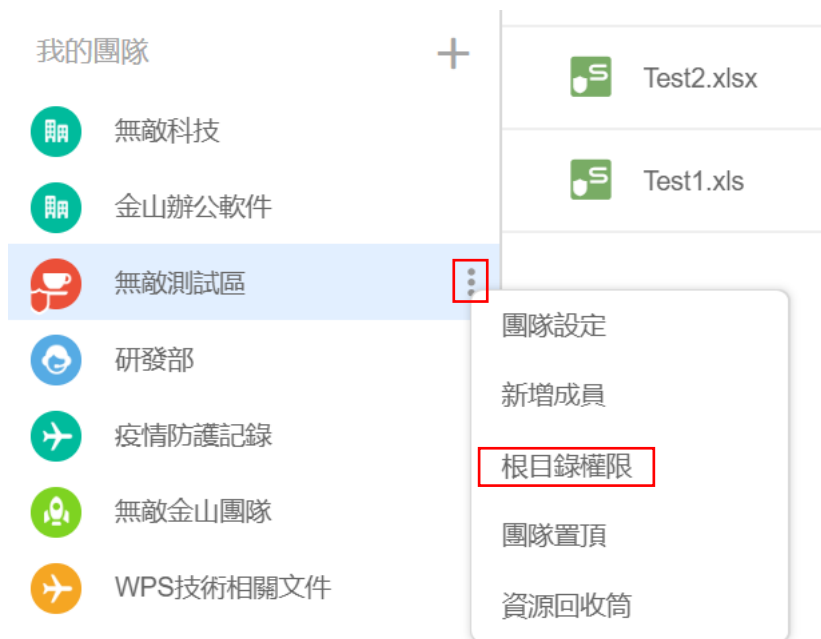 我的團隊
無敵科技
金山辦公軟件
無敵測試區
研發部
疫情防護記錄
無敵金山團隊
WPS技術相關文件
Test2.xlsx
Test1.xls
團隊設定
新增成員
根目錄權限
團隊置頂
資源回收筒